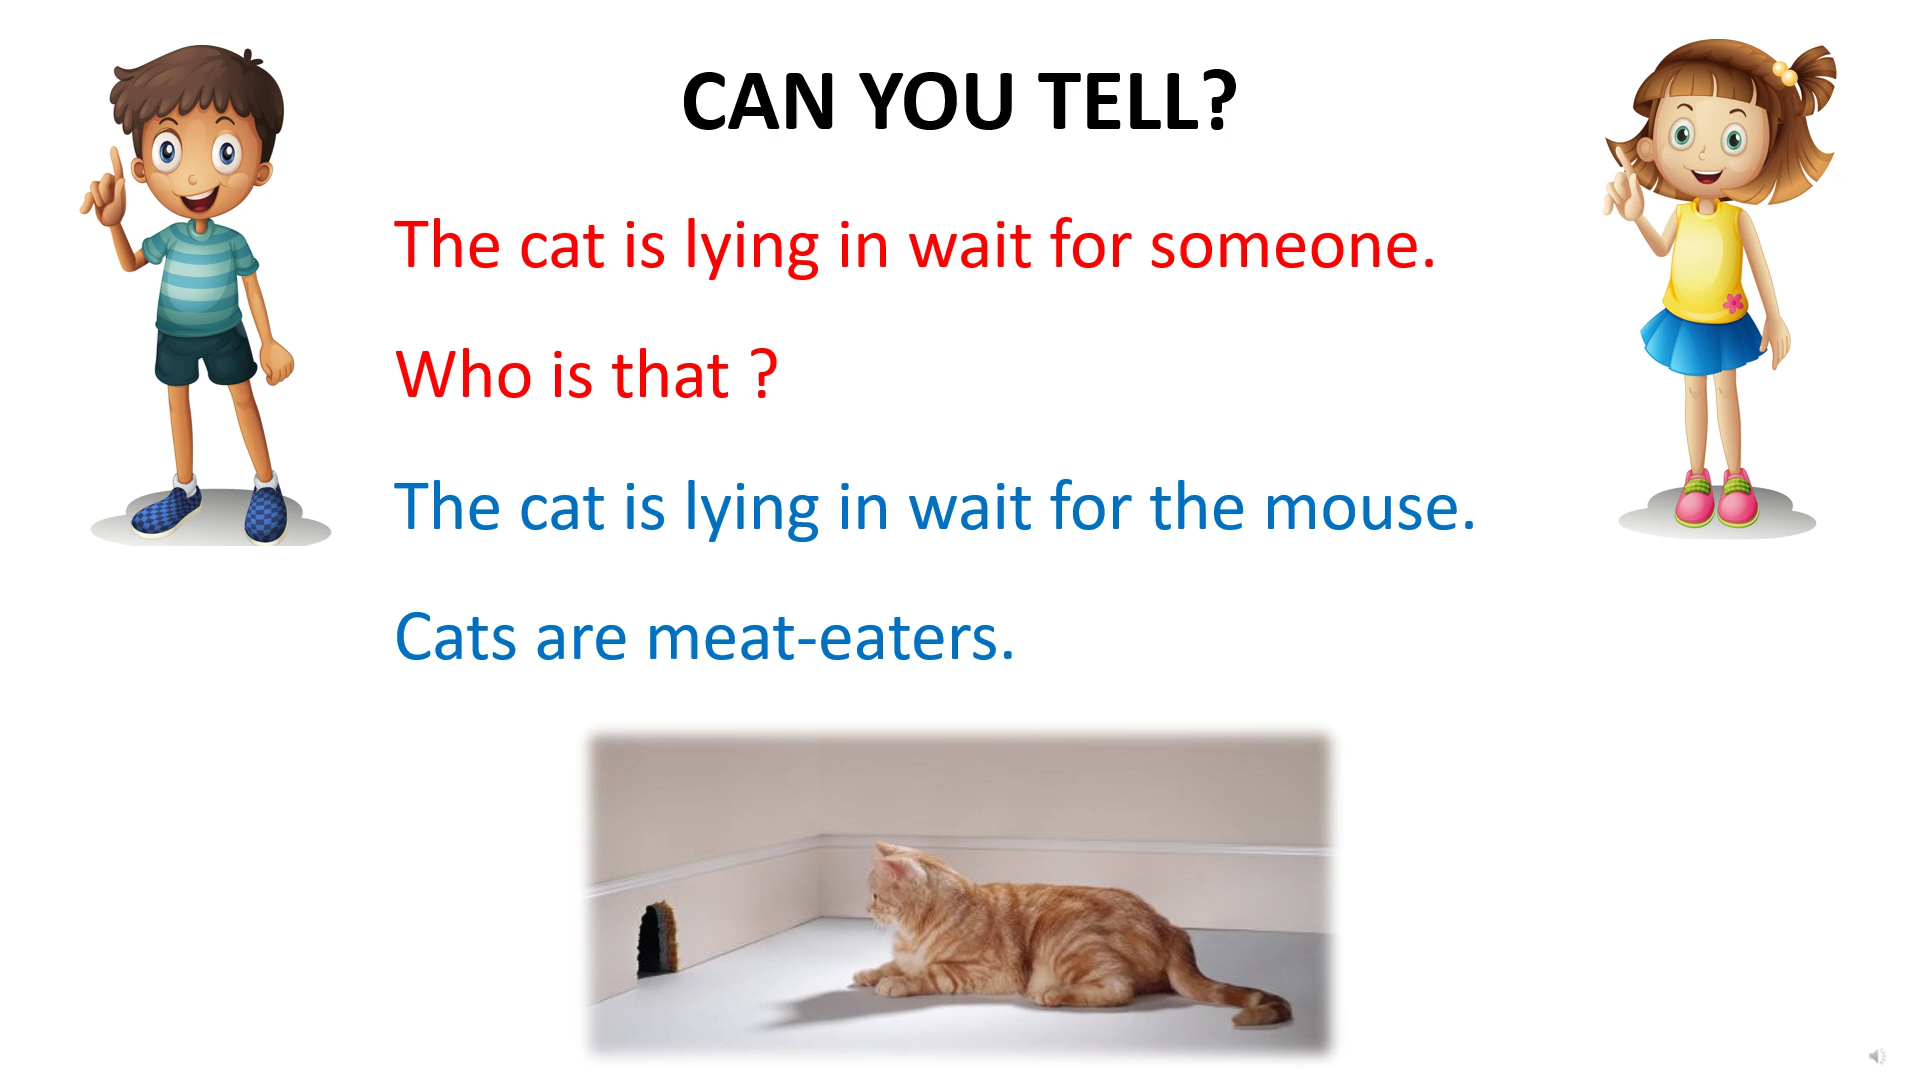 CAN YOU TELL?
The cat is lying in wait for someone.
Who is that ?
The cat is lying in wait for the mouse.
Cats are meat-eaters.